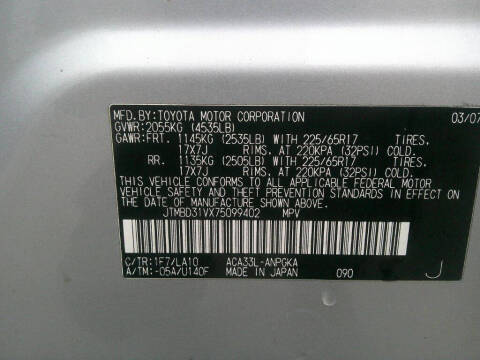 MFD.BY:TOYOTA MOTOR CORPORATION 03/07
GVWR:2055KG (4535LB)
GAWR:FRT. 1145KG (2535LB) WITH 225/65R17 TIRES.
17X7J RIMS. AT 220KPA (32PSI) COLD.
RR. 1135KG (2505LB) WITH 225/65R17 TIRES.
17X7J RIMS. AT 220KPA (32PSI) COLD.
THIS VEHICLE CONFORMS TO ALL APPLICABLE FEDERAL MOTOR
VEHICLE SAFETY AND THEFT PREVENTION STANDARDS IN EFFECT ON
THE DATE OF MANUFACTURE SHOWN ABOVE.
JTMBD31VX75099402 MPV
C/TR:1F7/LA10 ACA33L-ANPGKA
A/TM:-05A/U140F MADE IN JAPAN 090 J